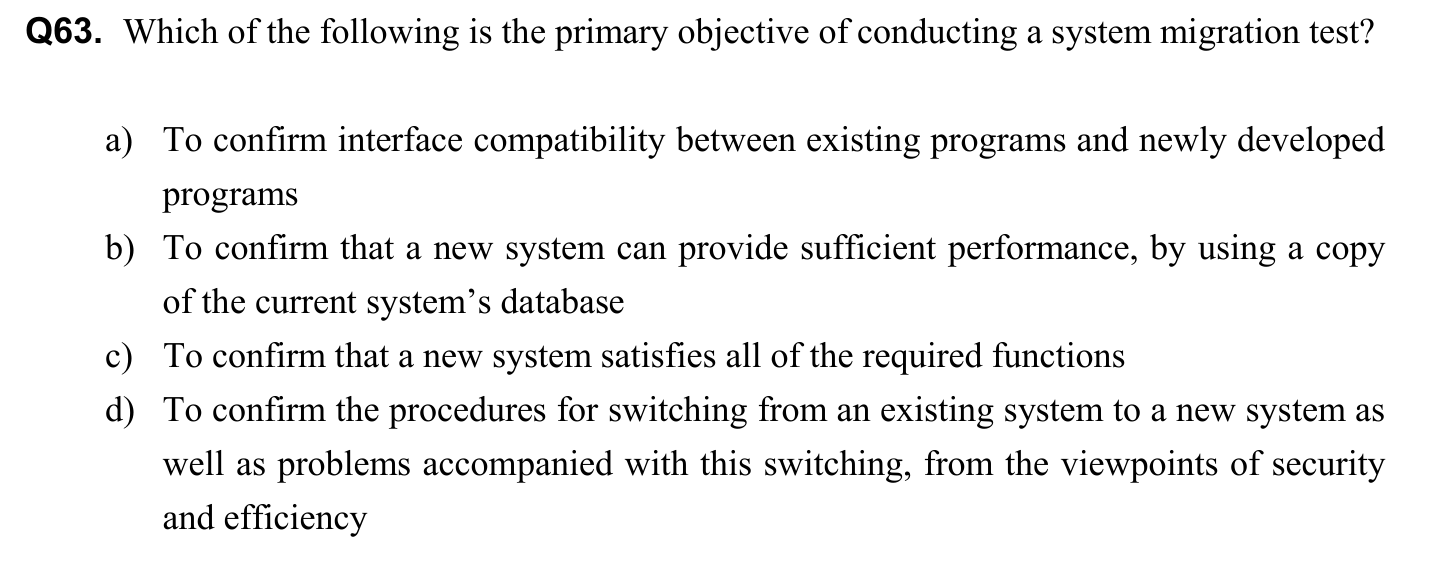 Q63. Which of the following is the primary objective of conducting a system migration test?
a) To confirm interface compatibility between existing programs and newly developed
programs
b) To confirm that a new system can provide sufficient performance, by using a copy
of the current system’s database
c) To confirm that a new system satisfies all of the required functions
d) To confirm the procedures for switching from an existing system to a new system as
well as problems accompanied with this switching, from the viewpoints of security
and efficiency